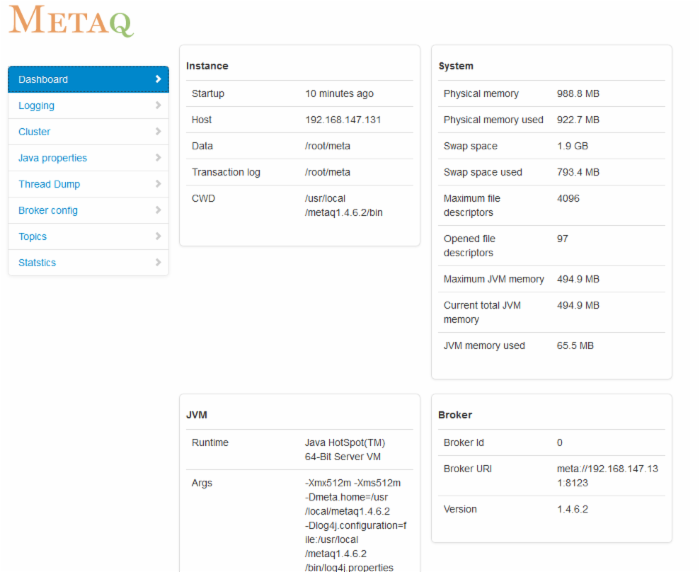 METAQ
Dashboard
Logging
Cluster
Java properties
Thread Dump
Broker config
Topics
Statstics
Instance
Startup 10 minutes ago
Host 192.168.147.131
Data /root/meta
Transaction log /root/meta
CWD /usr/local
/metaq1.4.6.2/bin
System
Physical memory 988.8 MB
Physical memory used 922.7 MB
Swap space 1.9 GB
Swap space used 793.4 MB
Maximum file 4096
descriptors
Opened file 97
descriptors
Maximum JVM memory 494.9 MB
Current total JVM 494.9 MB
memory
JVM memory used 65.5 MB
JVM
Runtime Java HotSpot(TM)
64-Bit Server VM
Args -Xmx512m -Xms512m
-Dmeta.home=/usr
/local/metaq1.4.6.2
-Dlog4j.configuration=f
ile:/usr/local
/metaq1.4.6.2
/bin/log4j.properties
Broker
Broker Id 0
Broker URI meta://192.168.147.13
1:8123
Version 1.4.6.2